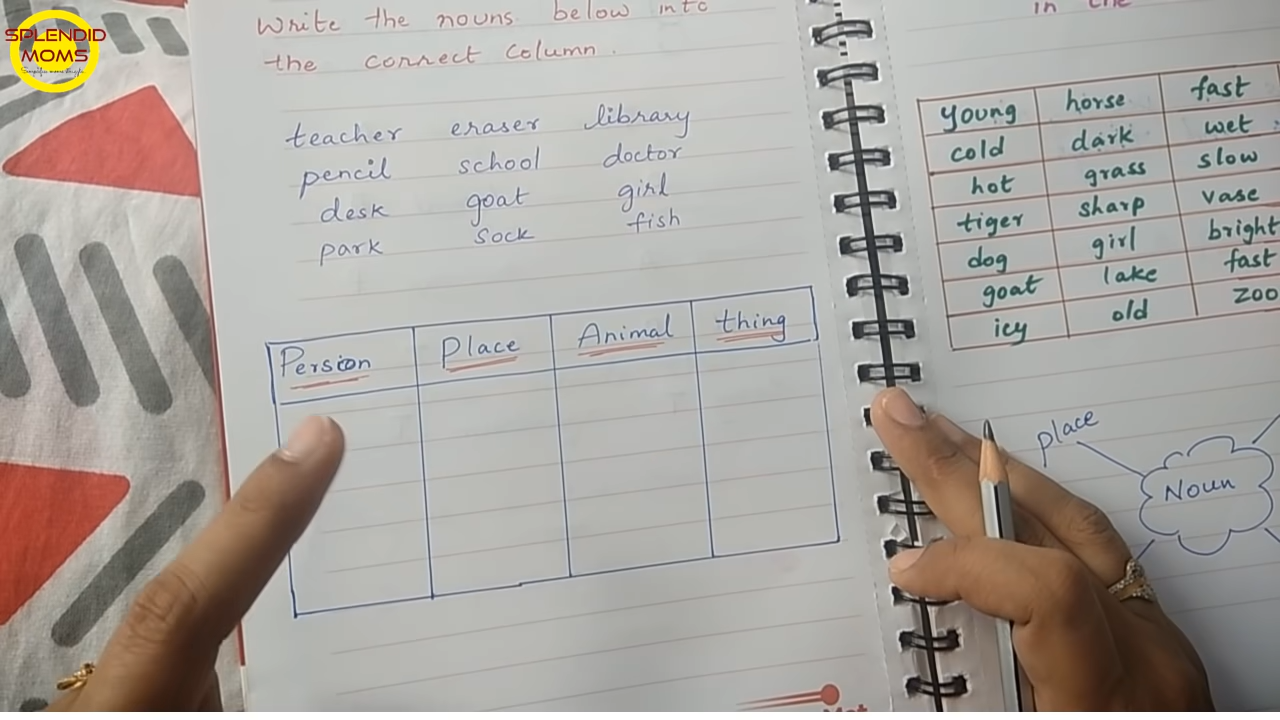 SPLENDID
MOMS
Write the nouns below into
the correct column.
teacher eraser library
pencil school doctor
desk goat girl
park sock fish
Persion Place Animal thing
in the
young horse fast
cold dark wet
hot grass slow
tiger sharp vase
dog girl bright
goat lake fast
icy old zoo
place
Noun